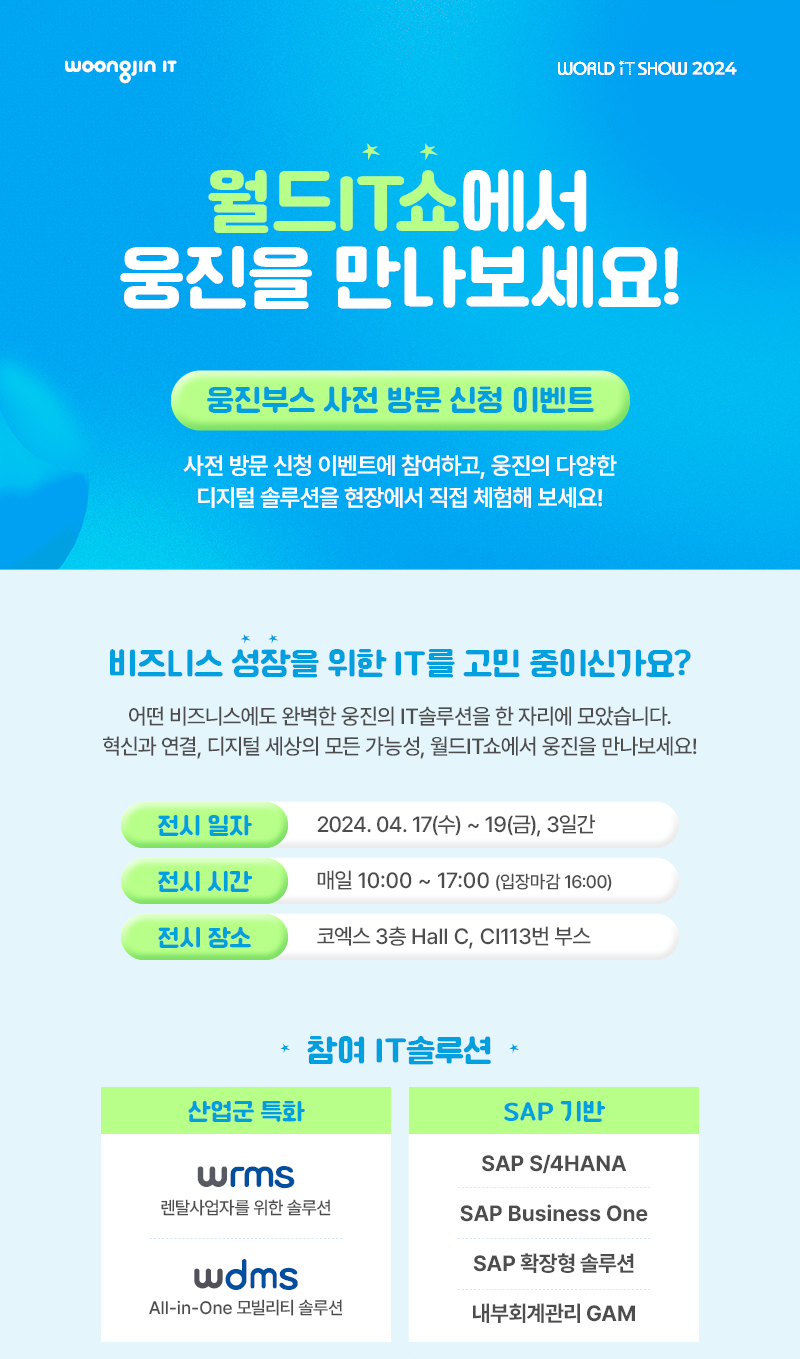 woongjin IT
WORLD IT SHOW 2024
월드IT쇼에서
웅진을 만나보세요!
웅진부스 사전 방문 신청 이벤트
사전 방문 신청 이벤트에 참여하고, 웅진의 다양한
디지털 솔루션을 현장에서 직접 체험해 보세요!
비즈니스 성장을 위한 IT를 고민 중이신가요?
어떤 비즈니스에도 완벽한 웅진의 IT솔루션을 한 자리에 모았습니다.
혁신과 연결, 디지털 세상의 모든 가능성, 월드IT쇼에서 웅진을 만나보세요!
전시 일자 2024. 04. 17(수) ~ 19(금), 3일간
전시 시간 매일 10:00 ~ 17:00 (입장마감 16:00)
전시 장소 코엑스 3층 Hall C, CI113번 부스
참여 IT솔루션
산업군 특화
wrms
렌탈사업자를 위한 솔루션
wdms
All-in-One 모빌리티 솔루션
SAP 기반
SAP S/4HANA
SAP Business One
SAP 확장형 솔루션
내부회계관리 GAM